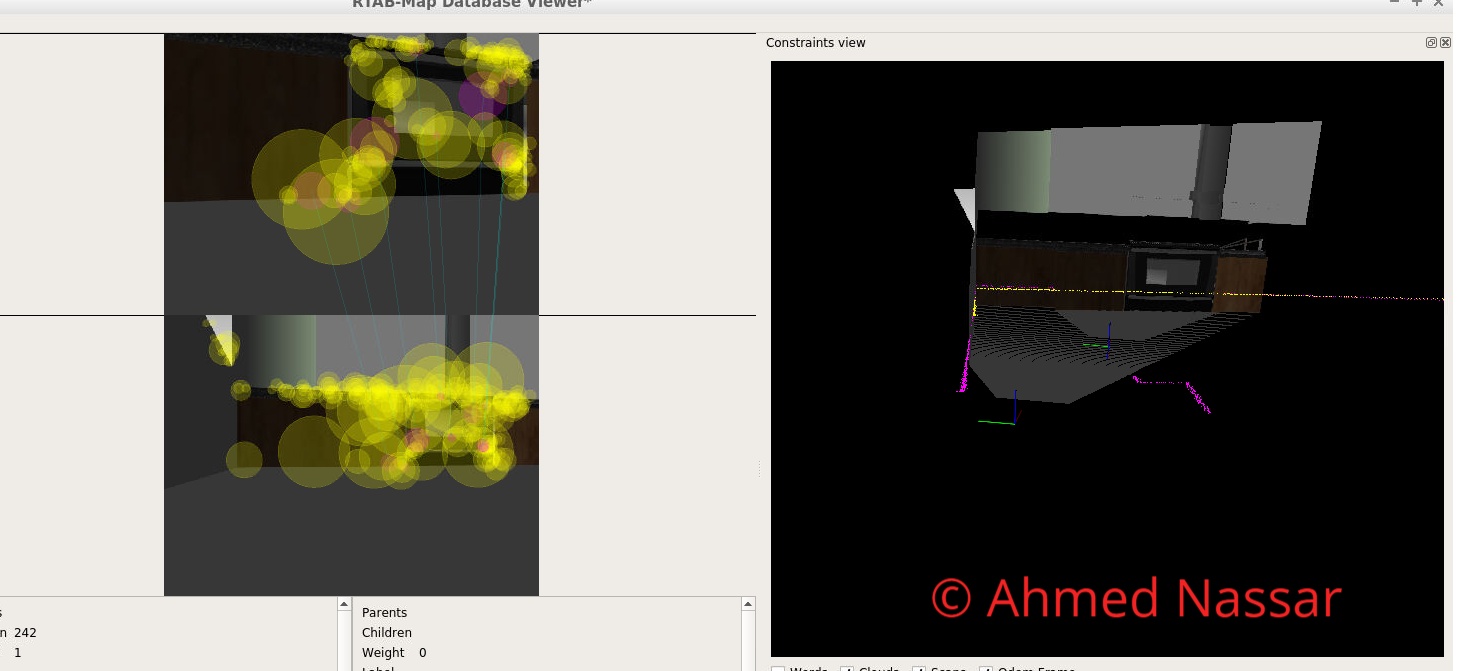 RTAB-Map Database Viewer*
Constraints view
© Ahmed Nassar
242
1
Parents
Children
Weight 0
Label
Words Clouds Scans Odom Frame